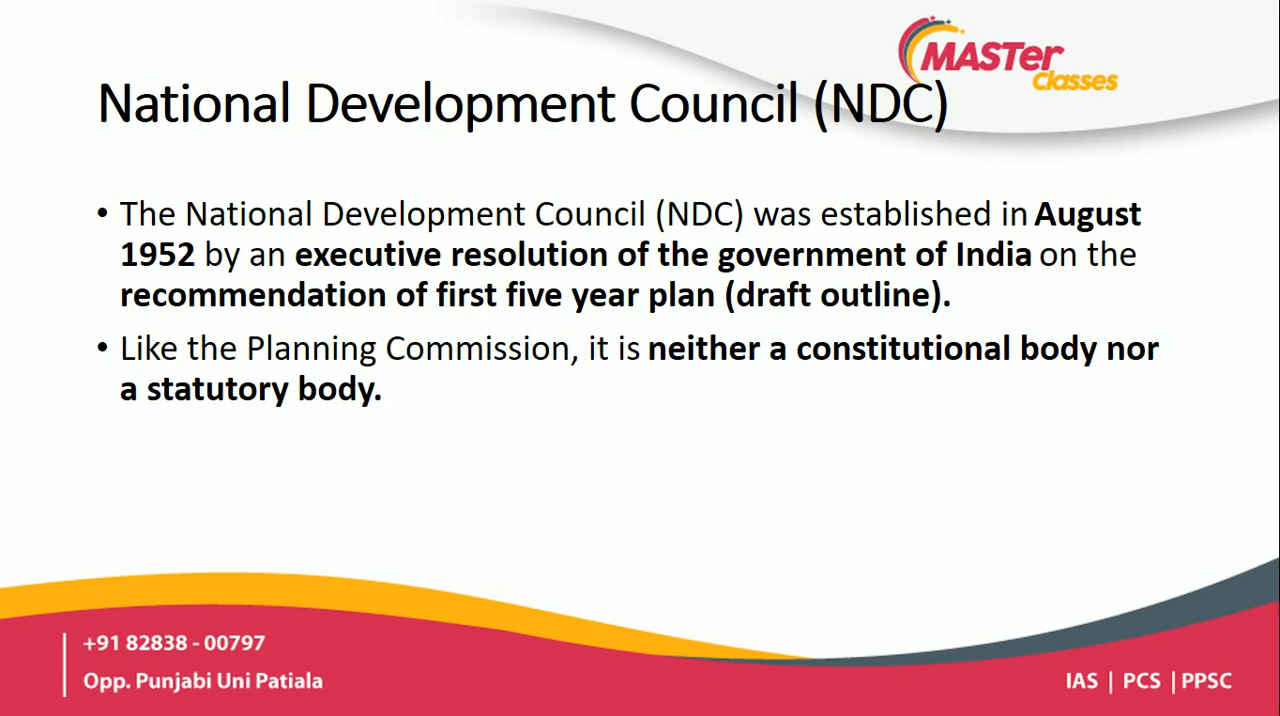 MASTer
Classes
National Development Council (NDC)
• The National Development Council (NDC) was established in August
1952 by an executive resolution of the government of India on the
recommendation of first five year plan (draft outline).
• Like the Planning Commission, it is neither a constitutional body nor
a statutory body.
+91 82838 - 00797
Opp. Punjabi Uni Patiala
IAS | PCS | PPSC